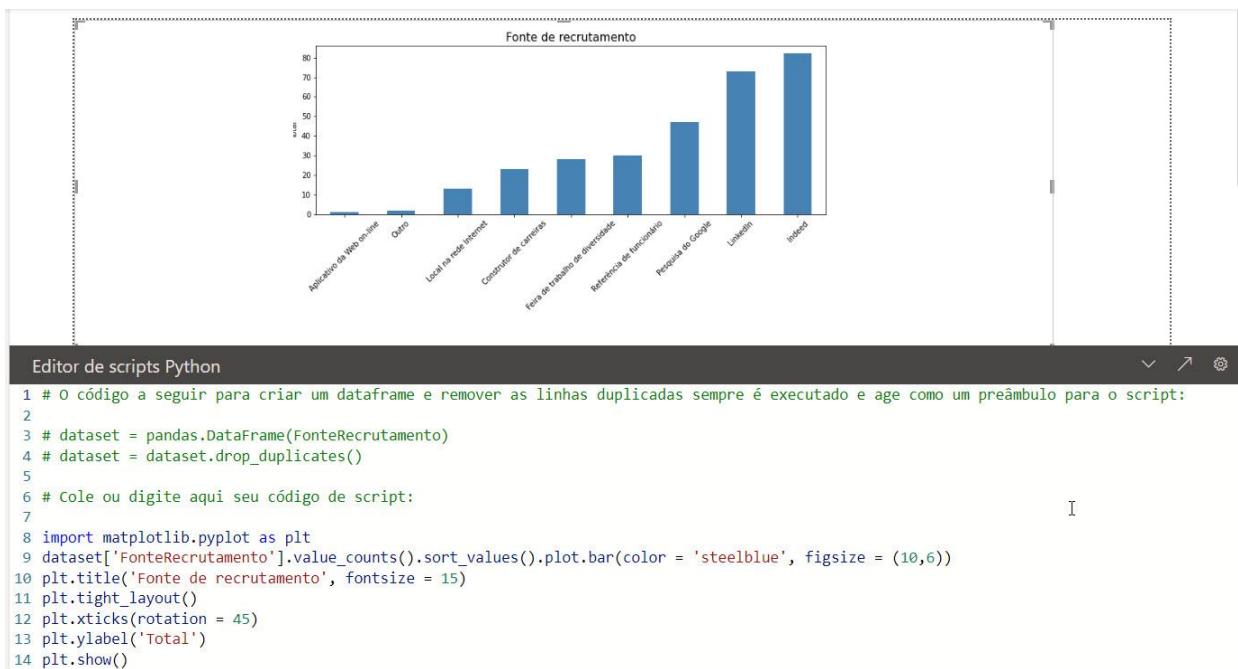 Fonte de recrutamento
80
70
60
50
40
30
20
10
0
Aplicativo da Web on-line
Outro
Local na rede Internet
Construtor de carreiras
Feira de trabalho de diversidade
Referência de funcionário
Pesquisa do Google
LinkedIn
Indeed
Editor de scripts Python
1 # O código a seguir para criar um dataframe e remover as linhas duplicadas sempre é executado e age como um preâmbulo para o script:
2
3 # dataset = pandas.DataFrame(FonteRecrutamento)
4 # dataset = dataset.drop_duplicates()
5
6 # Cole ou digite aqui seu código de script:
7
8 import matplotlib.pyplot as plt
9 dataset['FonteRecrutamento'].value_counts().sort_values().plot.bar(color = 'steelblue', figsize = (10,6))
10 plt.title('Fonte de recrutamento', fontsize = 15)
11 plt.tight_layout()
12 plt.xticks(rotation = 45)
13 plt.ylabel('Total')
14 plt.show()